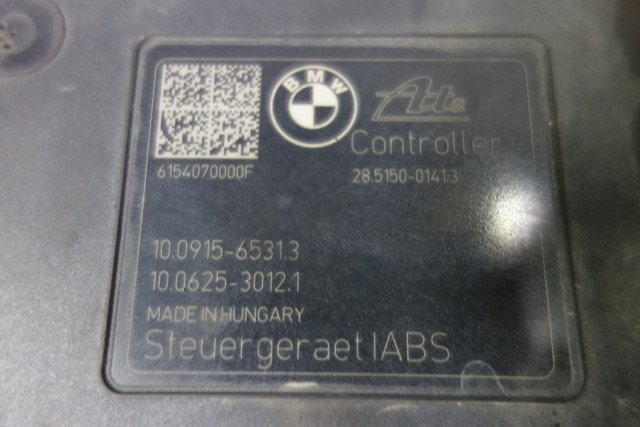 BMW Ate
Controller
6154070000F 28.5150-0141.3
10.0915-6531.3
10.0625-3012.1
MADE IN HUNGARY
Steuergeraet IABS